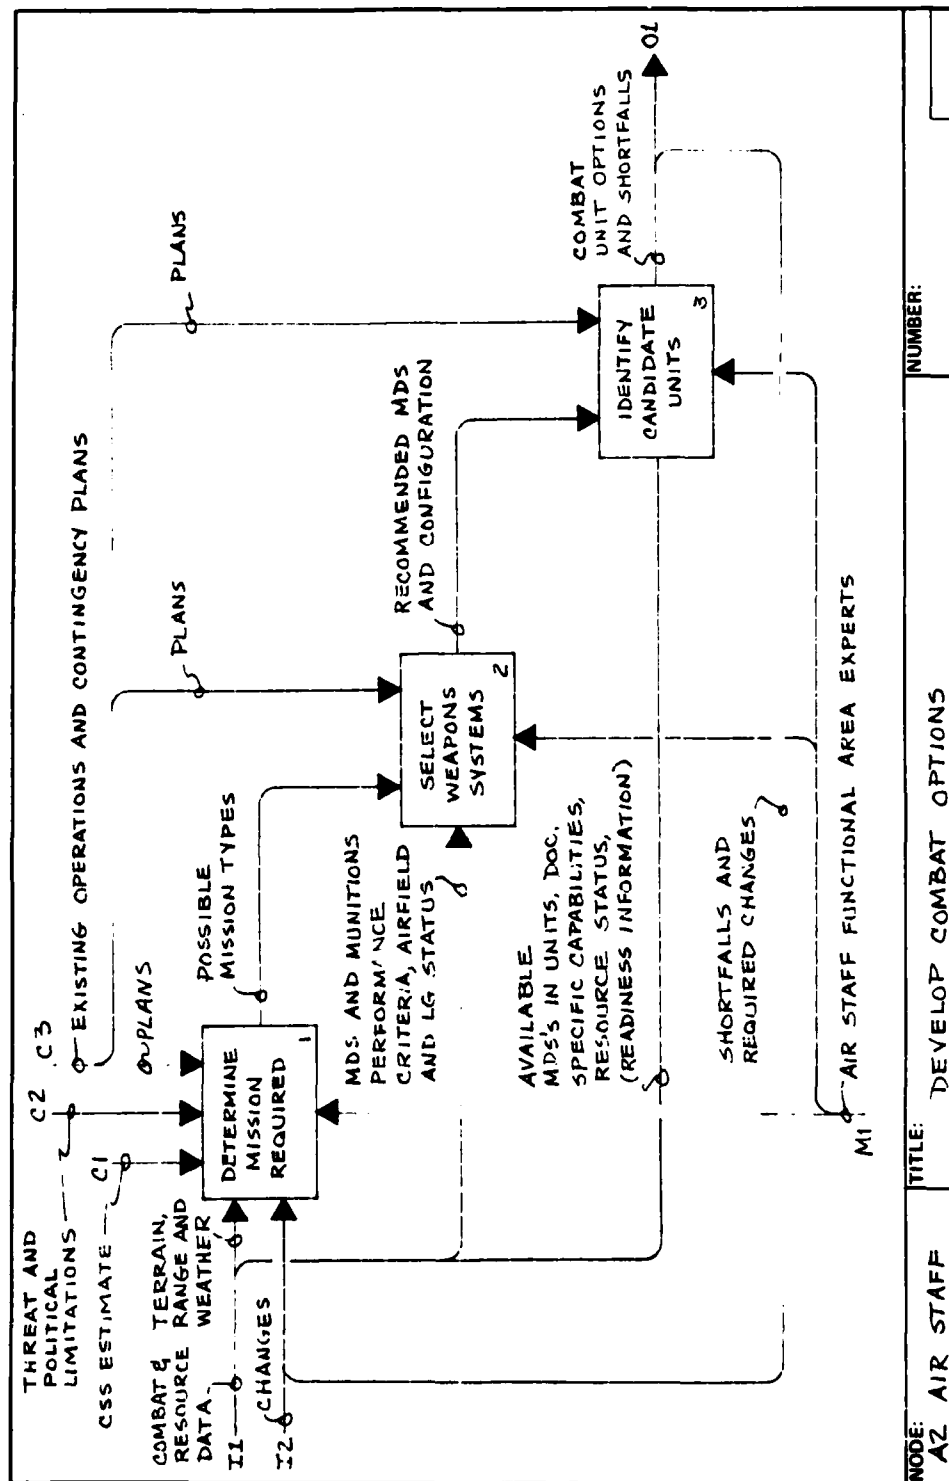 THREAT AND
POLITICAL
LIMITATIONS
C2
C3
EXISTING OPERATIONS AND CONTINGENCY PLANS
CSS ESTIMATE
C1
PLANS
PLANS
PLANS
COMBAT &
RESOURCE
DATA
TERRAIN,
RANGE AND
WEATHER
I1
I2
CHANGES
DETERMINE
MISSION
REQUIRED
1
POSSIBLE
MISSION TYPES
MDS AND MUNITIONS
PERFORM NCE
CRITERIA, AIRFIELD
AND LG STATUS
SELECT
WEAPONS
SYSTEMS
2
RECOMMENDED MDS
AND CONFIGURATION
AVAILABLE
MDS'S IN UNITS, DOC,
SPECIFIC CAPABILITIES,
RESOURCE STATUS,
(READINESS INFORMATION)
IDENTIFY
CANDIDATE
UNITS
3
COMBAT
UNIT OPTIONS
AND SHORTFALLS
O1
SHORTFALLS AND
REQUIRED CHANGES
M1
AIR STAFF FUNCTIONAL AREA EXPERTS
NODE:
A2 AIR STAFF
TITLE:
DEVELOP COMBAT OPTIONS
NUMBER: